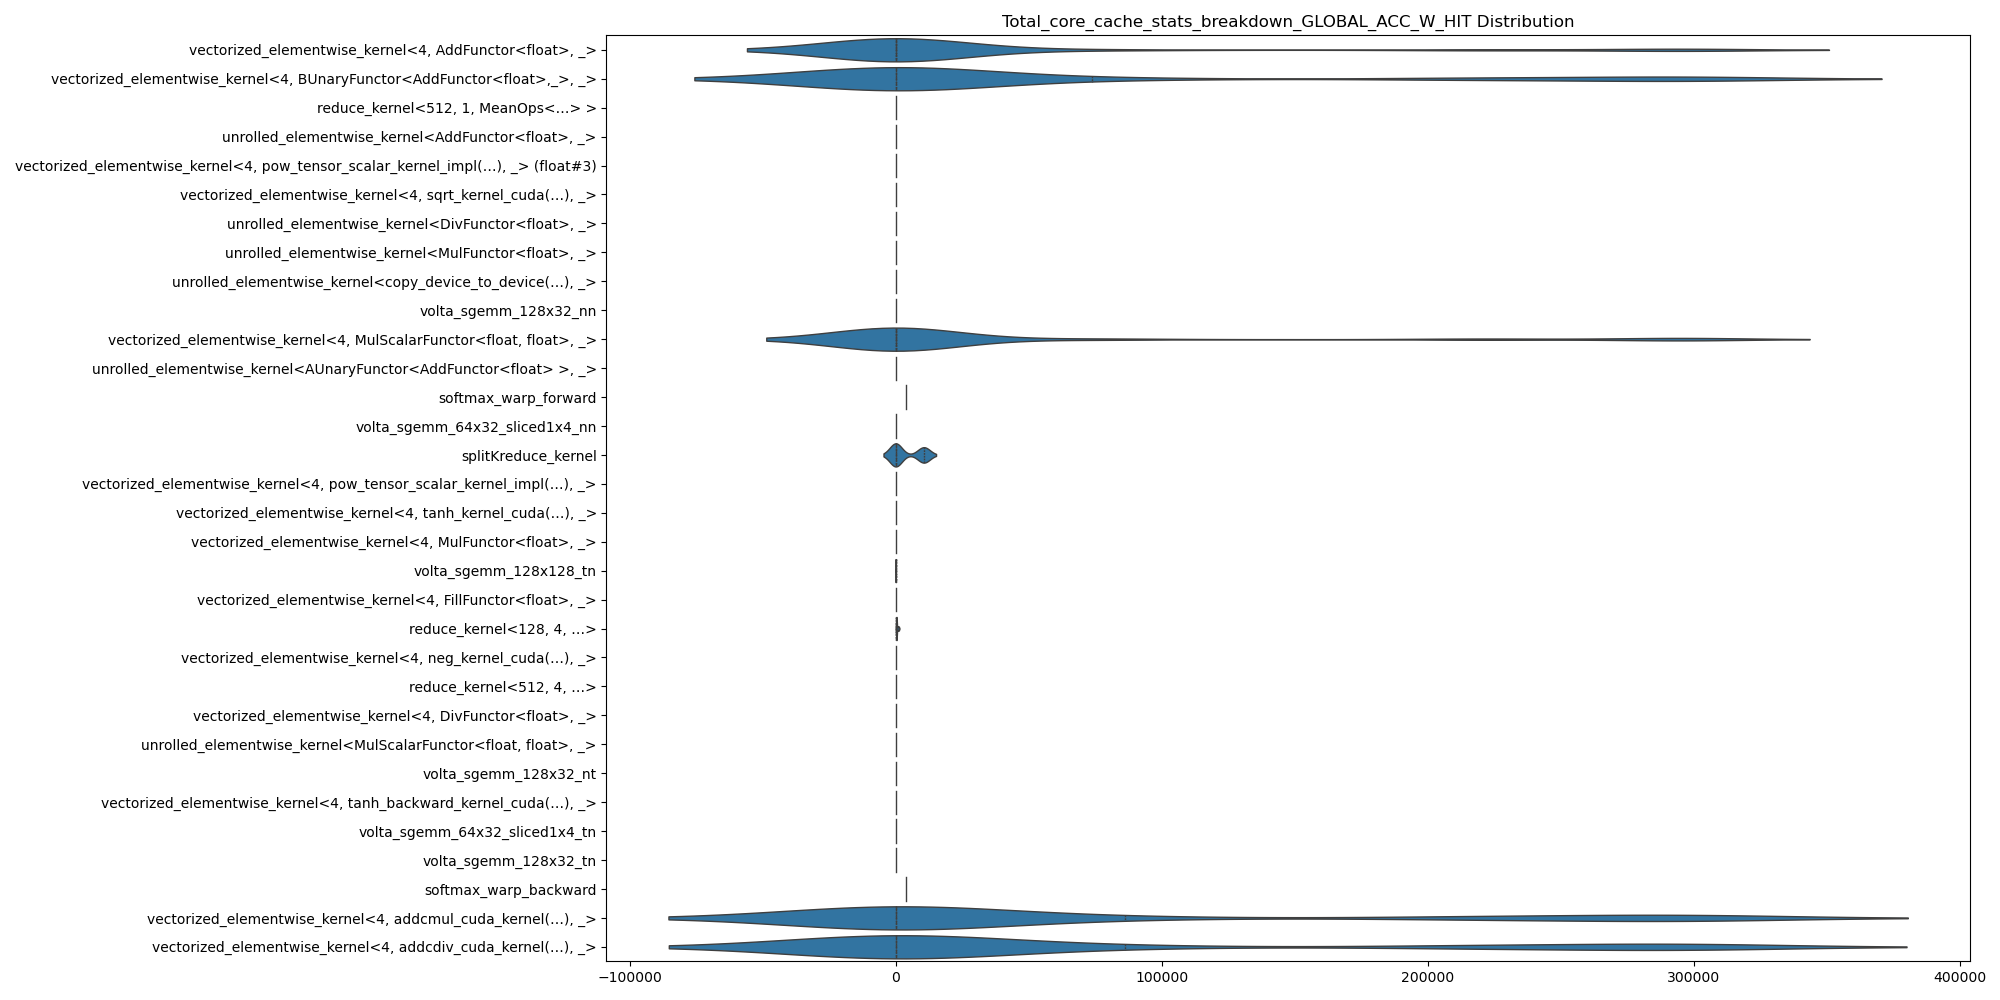 Total_core_cache_stats_breakdown_GLOBAL_ACC_W_HIT Distribution
vectorized_elementwise_kernel<4, AddFunctor<float>, _>
vectorized_elementwise_kernel<4, BUnaryFunctor<AddFunctor<float>,_>, _>
reduce_kernel<512, 1, MeanOps<...> >
unrolled_elementwise_kernel<AddFunctor<float>, _>
vectorized_elementwise_kernel<4, pow_tensor_scalar_kernel_impl(...), _> (float#3)
vectorized_elementwise_kernel<4, sqrt_kernel_cuda(...), _>
unrolled_elementwise_kernel<DivFunctor<float>, _>
unrolled_elementwise_kernel<MulFunctor<float>, _>
unrolled_elementwise_kernel<copy_device_to_device(...), _>
volta_sgemm_128x32_nn
vectorized_elementwise_kernel<4, MulScalarFunctor<float, float>, _>
unrolled_elementwise_kernel<AUnaryFunctor<AddFunctor<float> >, _>
softmax_warp_forward
volta_sgemm_64x32_sliced1x4_nn
splitKreduce_kernel
vectorized_elementwise_kernel<4, pow_tensor_scalar_kernel_impl(...), _>
vectorized_elementwise_kernel<4, tanh_kernel_cuda(...), _>
vectorized_elementwise_kernel<4, MulFunctor<float>, _>
volta_sgemm_128x128_tn
vectorized_elementwise_kernel<4, FillFunctor<float>, _>
reduce_kernel<128, 4, ...>
vectorized_elementwise_kernel<4, neg_kernel_cuda(...), _>
reduce_kernel<512, 4, ...>
vectorized_elementwise_kernel<4, DivFunctor<float>, _>
unrolled_elementwise_kernel<MulScalarFunctor<float, float>, _>
volta_sgemm_128x32_nt
vectorized_elementwise_kernel<4, tanh_backward_kernel_cuda(...), _>
volta_sgemm_64x32_sliced1x4_tn
volta_sgemm_128x32_tn
softmax_warp_backward
vectorized_elementwise_kernel<4, addcmul_cuda_kernel(...), _>
vectorized_elementwise_kernel<4, addcdiv_cuda_kernel(...), _>
−100000 0 100000 200000 300000 400000